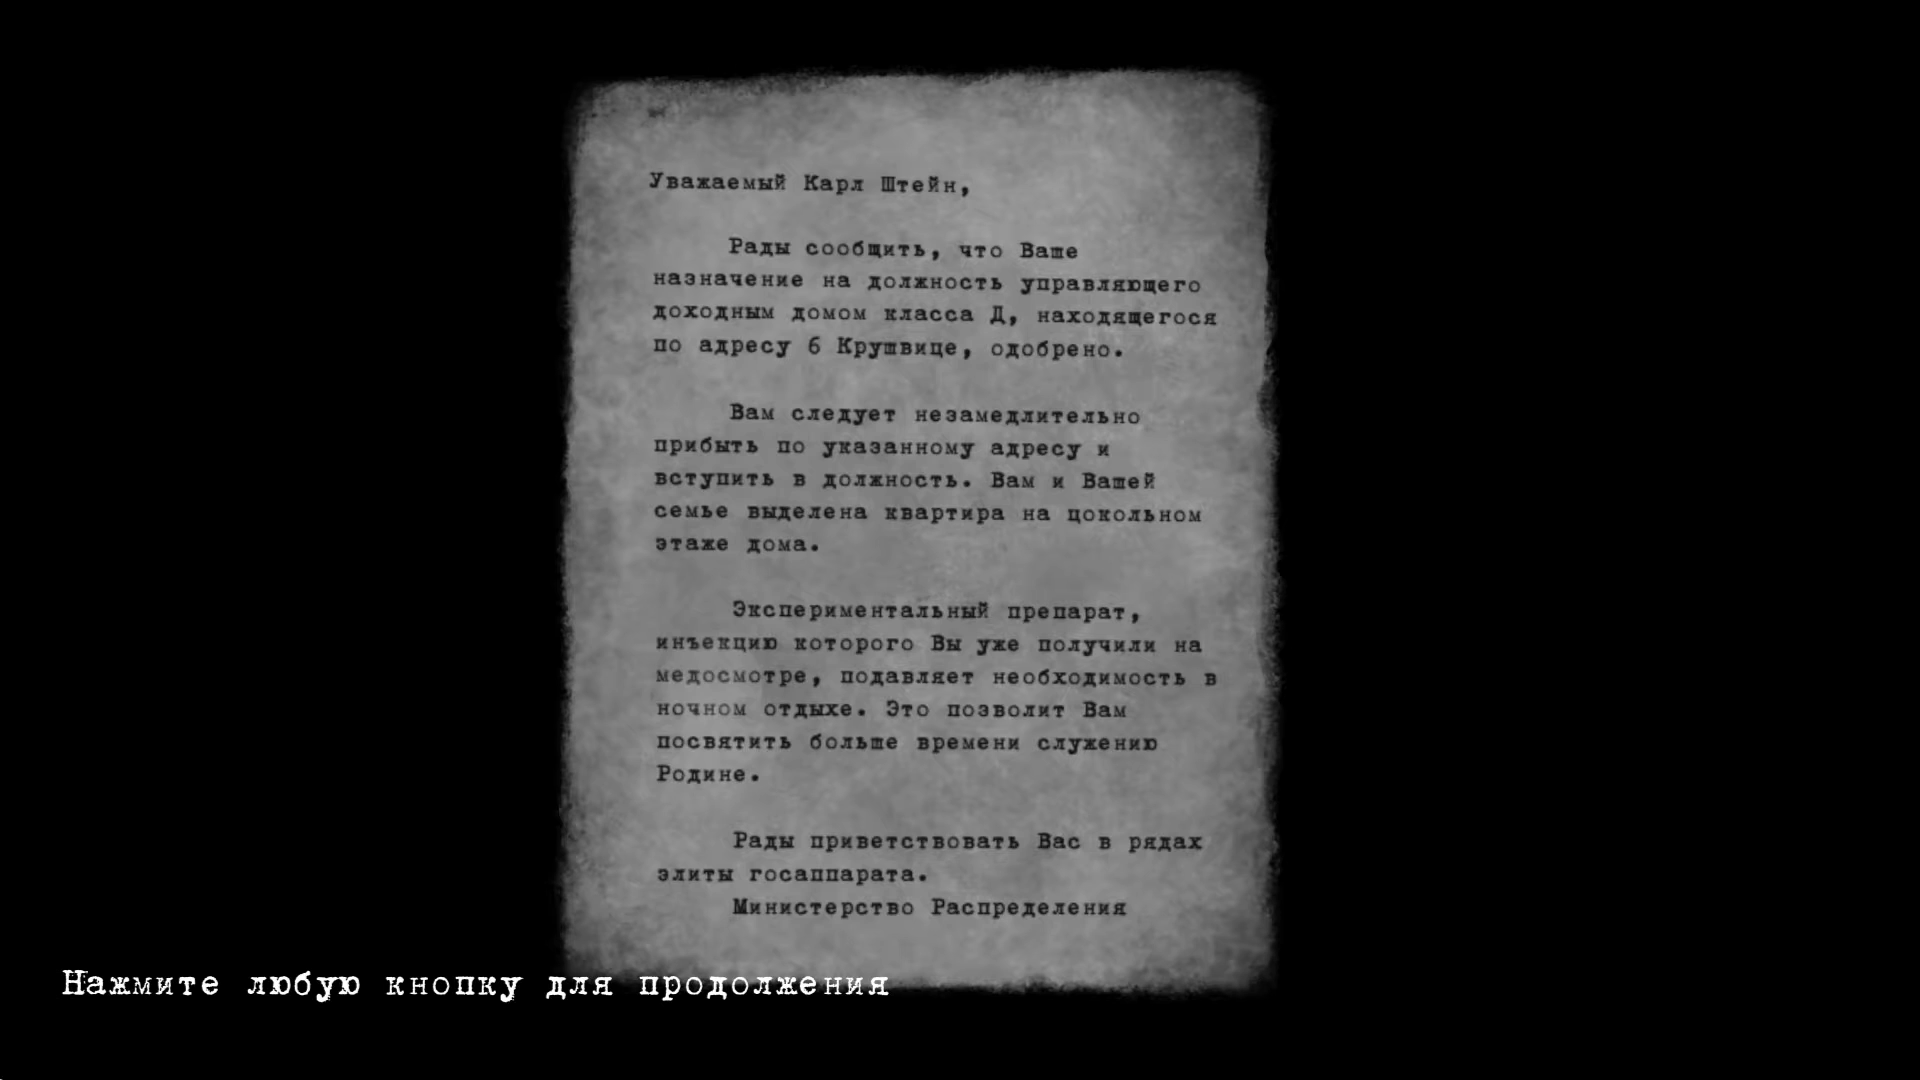 Уважаемый Карл Штейн,
Рады сообщить, что Ваше
назначение на должность управляющего
доходным домом класса Д, находящегося
по адресу 6 Крушвице, одобрено.
Вам следует незамедлительно
прибыть по указанному адресу и
вступить в должность. Вам и Вашей
семье выделена квартира на цокольном
этаже дома.
Экспериментальный препарат,
инъекцию которого Вы уже получили на
медосмотре, подавляет необходимость в
ночном отдыхе. Это позволит Вам
посвятить больше времени служению
Родине.
Рады приветствовать Вас в рядах
элиты госаппарата.
Министерство Распределения
Нажмите любую кнопку для продолжения